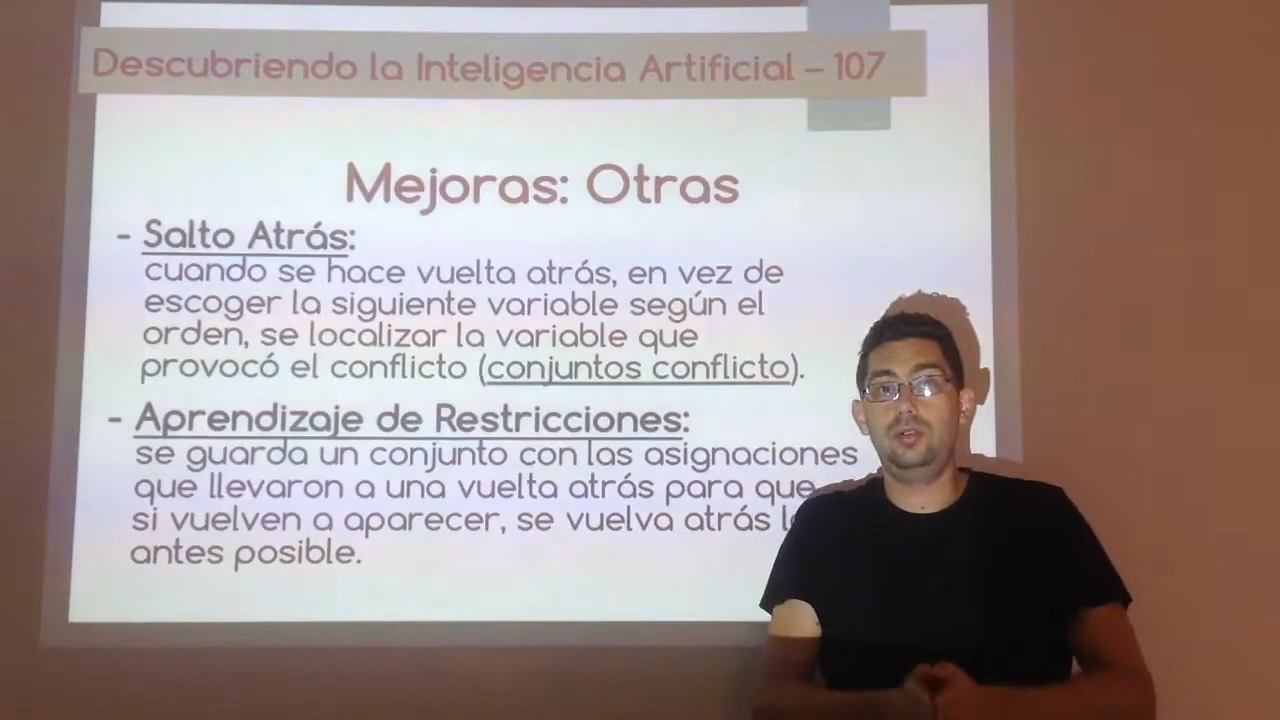 Descubriendo la Inteligencia Artificial – 107
Mejoras: Otras
- Salto Atrás:
cuando se hace vuelta atrás, en vez de
escoger la siguiente variable según el
orden, se localizar la variable que
provocó el conflicto (conjuntos conflicto).
- Aprendizaje de Restricciones:
se guarda un conjunto con las asignaciones
que llevaron a una vuelta atrás para que
si vuelven a aparecer, se vuelva atrás
antes posible.